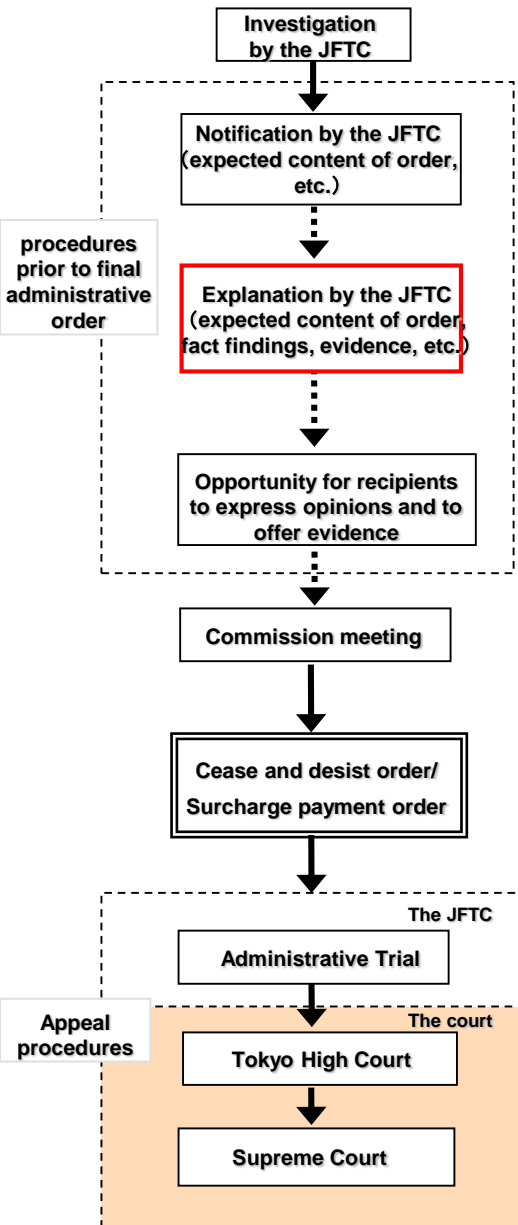 Investigation
by the JFTC
Notification by the JFTC
（expected content of order,
etc.）
procedures
prior to final
administrative
order
Explanation by the JFTC
（expected content of order,
fact findings, evidence, etc.）
Opportunity for recipients
to express opinions and to
offer evidence
Commission meeting
Cease and desist order/
Surcharge payment order
The JFTC
Administrative Trial
Appeal
procedures
The court
Tokyo High Court
Supreme Court